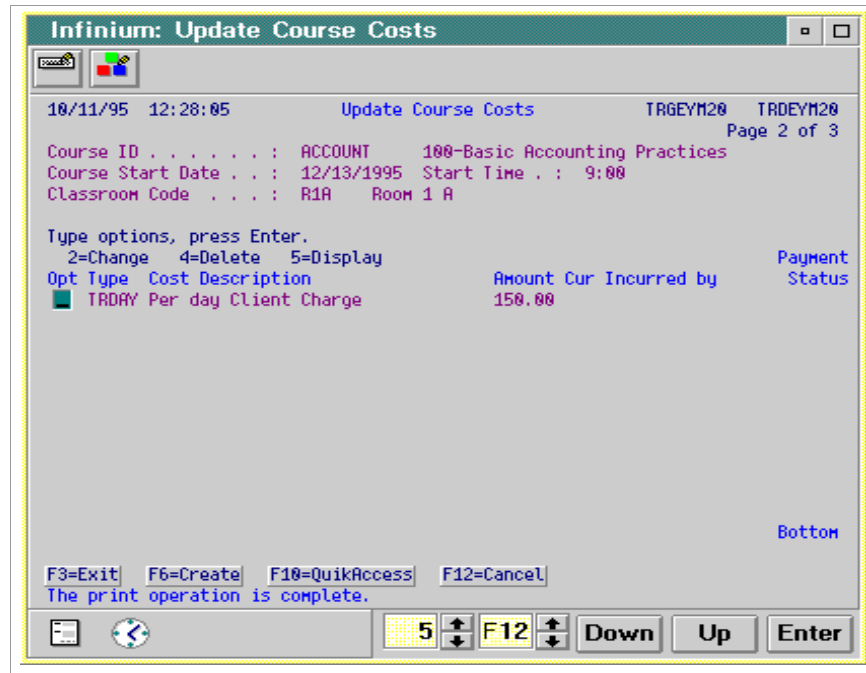 Infinium: Update Course Costs
10/11/95 12:28:05 Update Course Costs TRGEYM20 TRDEYM20
Page 2 of 3
Course ID . . . . . . : ACCOUNT 100-Basic Accounting Practices
Course Start Date . . : 12/13/1995 Start Time . : 9:00
Classroom Code . . . : R1A Room 1 A
Type options, press Enter.
2=Change 4=Delete 5=Display Payment
Opt Type Cost Description Amount Cur Incurred by Status
TRDAY Per day Client Charge 150.00
Bottom
F3=Exit F6=Create F10=QuikAccess F12=Cancel
The print operation is complete.
5 F12 Down Up Enter